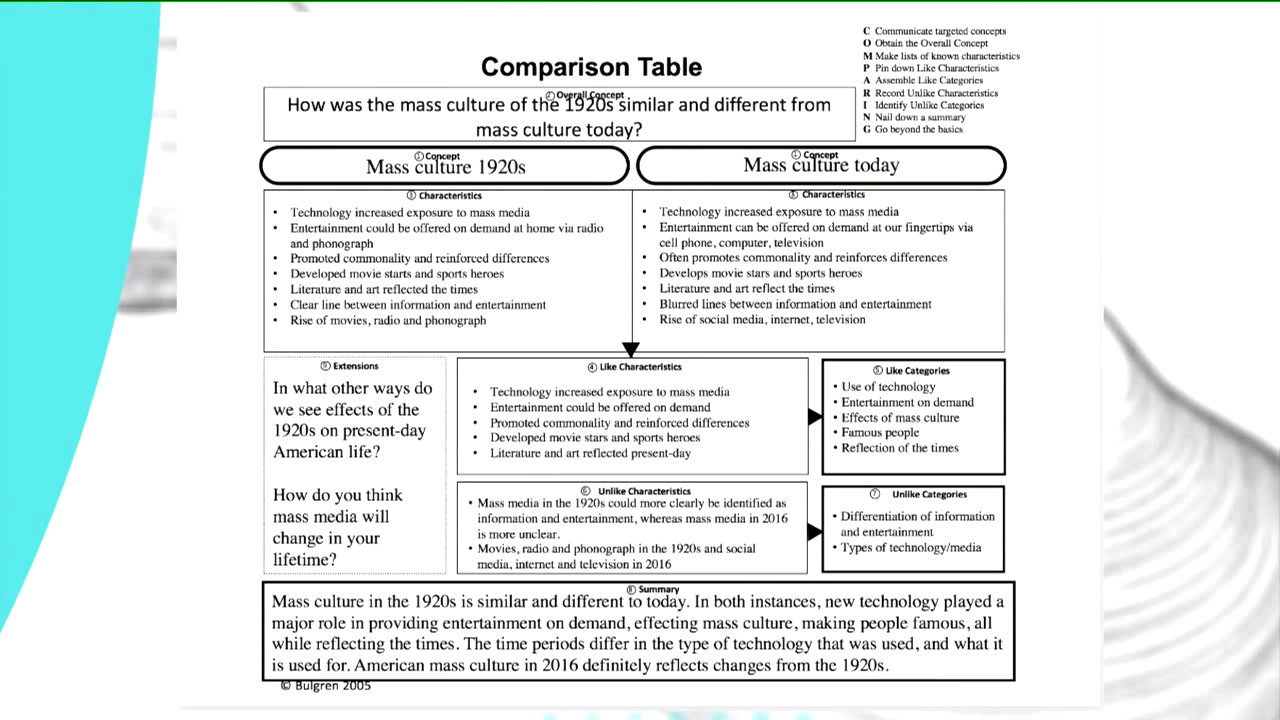 C Communicate targeted concepts
O Obtain the Overall Concept
M Make lists of known characteristics
P Pin down Like Characteristics
A Assemble Like Categories
R Record Unlike Characteristics
I Identify Unlike Categories
N Nail down a summary
G Go beyond the basics
Comparison Table
② Overall Concept
How was the mass culture of the 1920s similar and different from
mass culture today?
① Concept
Mass culture 1920s
① Concept
Mass culture today
③ Characteristics
• Technology increased exposure to mass media
• Entertainment could be offered on demand at home via radio
and phonograph
• Promoted commonality and reinforced differences
• Developed movie starts and sports heroes
• Literature and art reflected the times
• Clear line between information and entertainment
• Rise of movies, radio and phonograph
③ Characteristics
• Technology increased exposure to mass media
• Entertainment can be offered on demand at our fingertips via
cell phone, computer, television
• Often promotes commonality and reinforces differences
• Develops movie stars and sports heroes
• Literature and art reflect the times
• Blurred lines between information and entertainment
• Rise of social media, internet, television
⑨ Extensions
In what other ways do
we see effects of the
1920s on present-day
American life?
How do you think
mass media will
change in your
lifetime?
④ Like Characteristics
• Technology increased exposure to mass media
• Entertainment could be offered on demand
• Promoted commonality and reinforced differences
• Developed movie stars and sports heroes
• Literature and art reflected present-day
⑤ Like Categories
• Use of technology
• Entertainment on demand
• Effects of mass culture
• Famous people
• Reflection of the times
⑥ Unlike Characteristics
• Mass media in the 1920s could more clearly be identified as
information and entertainment, whereas mass media in 2016
is more unclear.
• Movies, radio and phonograph in the 1920s and social
media, internet and television in 2016
⑦ Unlike Categories
• Differentiation of information
and entertainment
• Types of technology/media
⑧ Summary
Mass culture in the 1920s is similar and different to today. In both instances, new technology played a
major role in providing entertainment on demand, effecting mass culture, making people famous, all
while reflecting the times. The time periods differ in the type of technology that was used, and what it
is used for. American mass culture in 2016 definitely reflects changes from the 1920s.
© Bulgren 2005